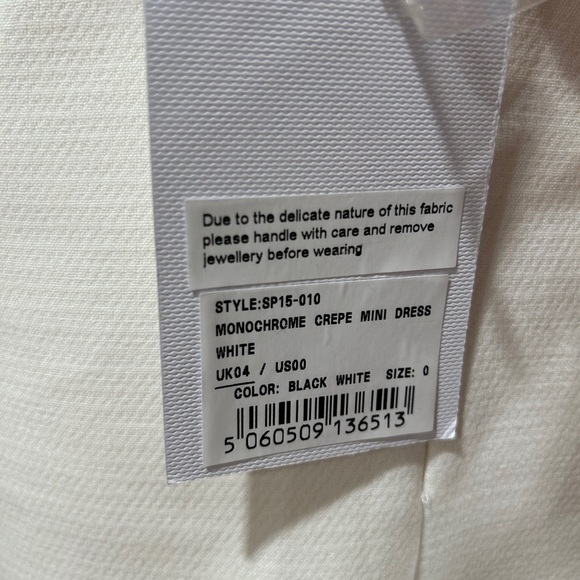 Due to the delicate nature of this fabric
please handle with care and remove
jewellery before wearing
STYLE:SP15-010
MONOCHROME CREPE MINI DRESS
WHITE
UK04 / US00
COLOR: BLACK WHITE SIZE: 0
5 060509 136513